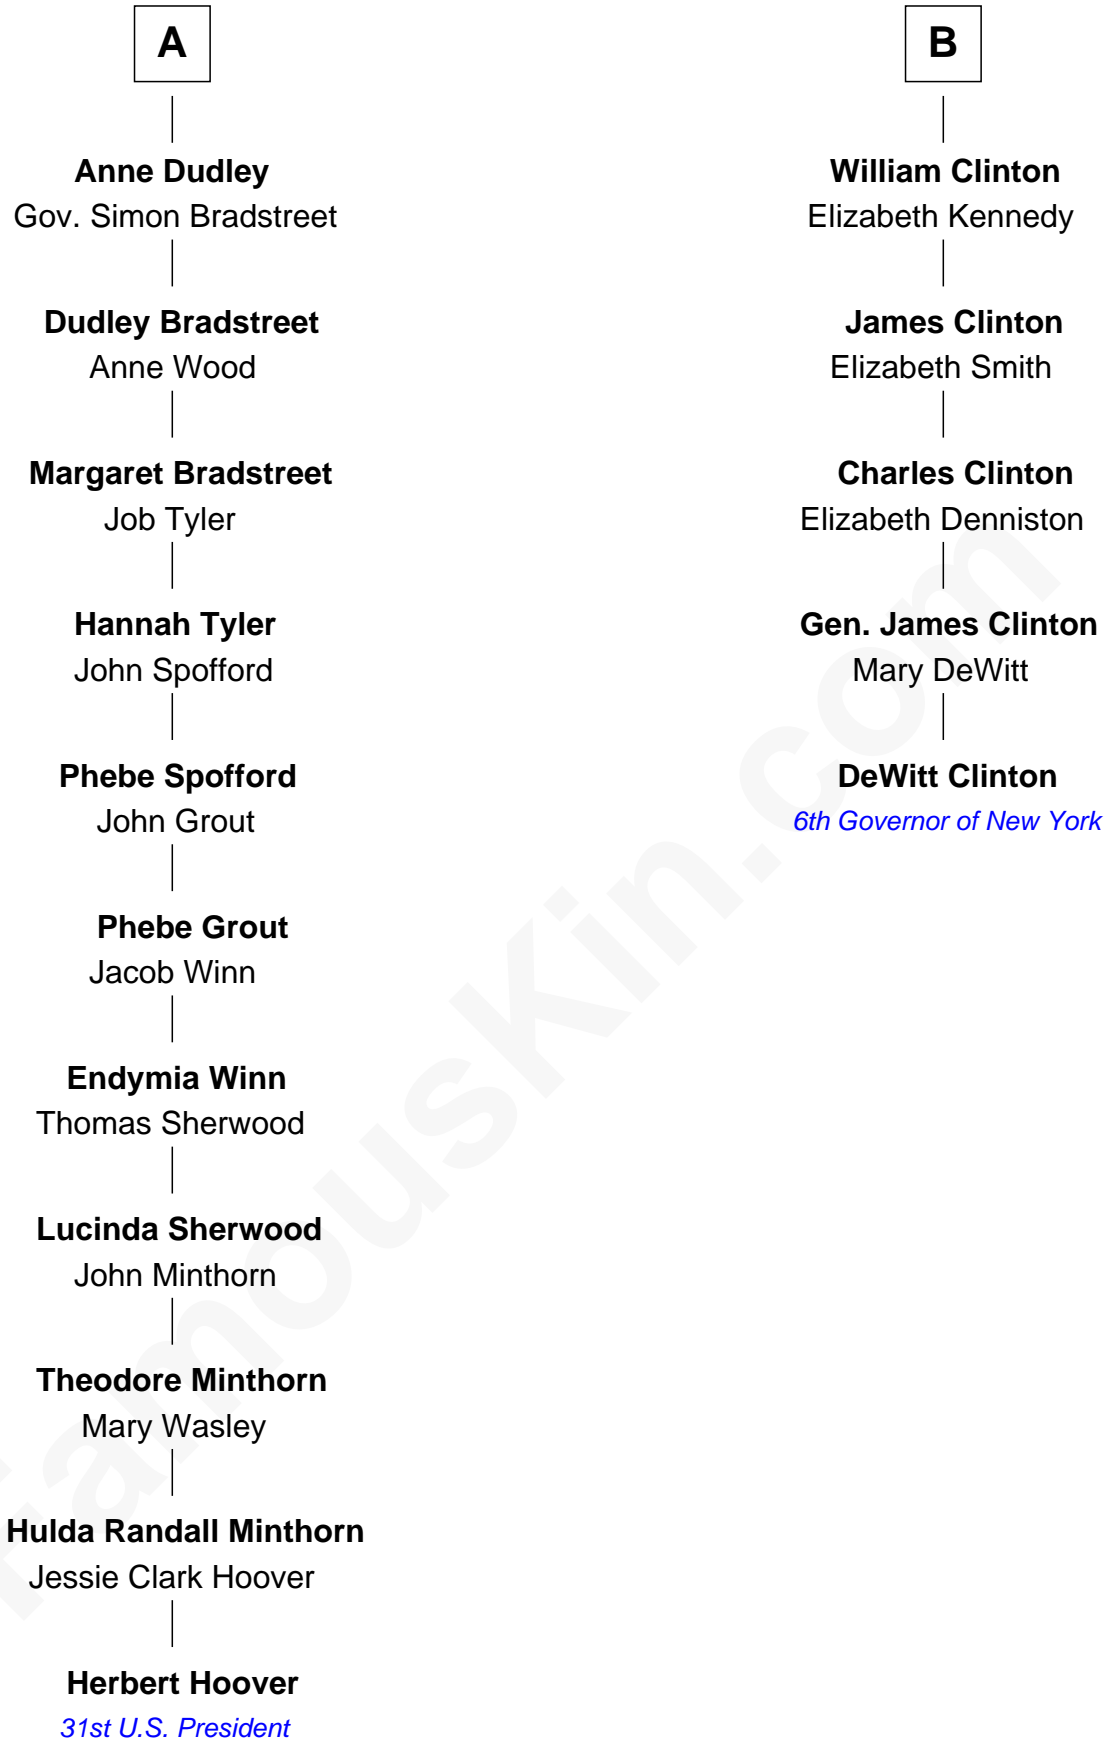 A
Anne Dudley
Gov. Simon Bradstreet
Dudley Bradstreet
Anne Wood
Margaret Bradstreet
Job Tyler
Hannah Tyler
John Spofford
Phebe Spofford
John Grout
Phebe Grout
Jacob Winn
Endymia Winn
Thomas Sherwood
Lucinda Sherwood
John Minthorn
Theodore Minthorn
Mary Wasley
Hulda Randall Minthorn
Jessie Clark Hoover
Herbert Hoover
31st U.S. President
B
William Clinton
Elizabeth Kennedy
James Clinton
Elizabeth Smith
Charles Clinton
Elizabeth Denniston
Gen. James Clinton
Mary DeWitt
DeWitt Clinton
6th Governor of New York
FamousKin.com